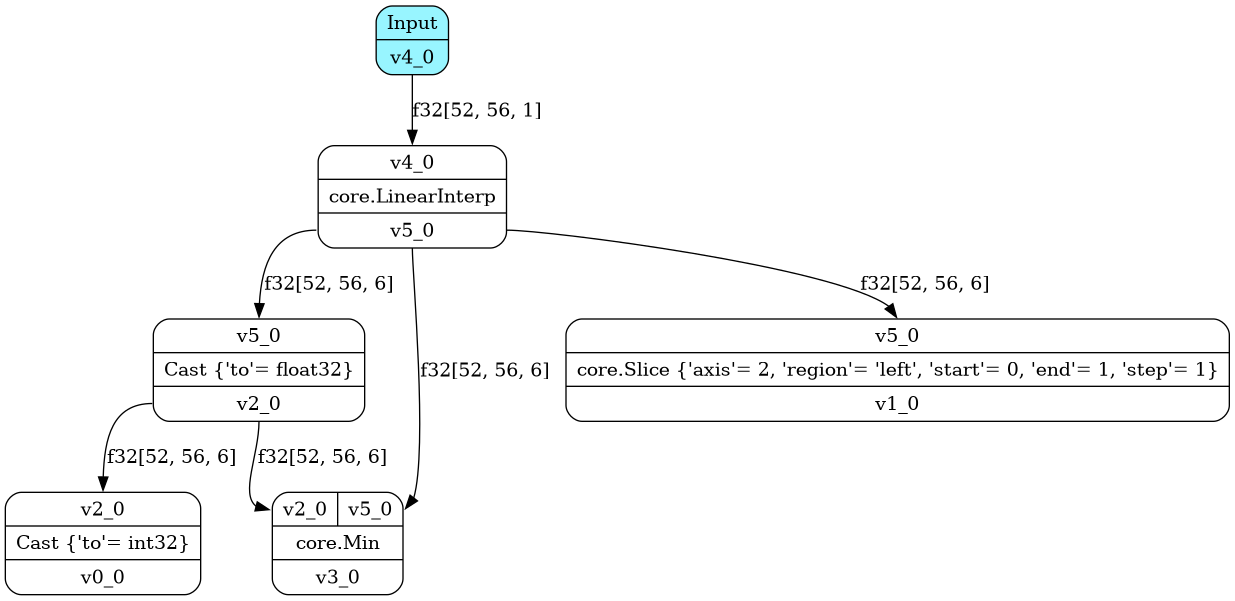 Input
v4_0
f32[52, 56, 1]
v4_0
core.LinearInterp
v5_0
f32[52, 56, 6]
f32[52, 56, 6]
v5_0
Cast {'to'= float32}
v2_0
f32[52, 56, 6]
v5_0
core.Slice {'axis'= 2, 'region'= 'left', 'start'= 0, 'end'= 1, 'step'= 1}
v1_0
f32[52, 56, 6]
f32[52, 56, 6]
v2_0
Cast {'to'= int32}
v0_0
v2_0 v5_0
core.Min
v3_0